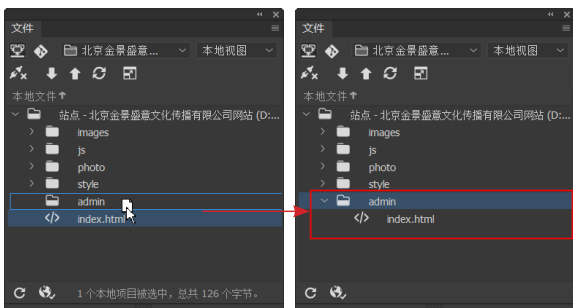 文件
北京金景盛意... 本地视图
本地文件↑
站点 - 北京金景盛意文化传播有限公司网站 (D:...
images
js
photo
style
admin
index.html
1 个本地项目被选中，总共 126 个字节。
文件
北京金景盛意... 本地视图
本地文件↑
站点 - 北京金景盛意文化传播有限公司网站 (D:...
images
js
photo
style
admin
index.html